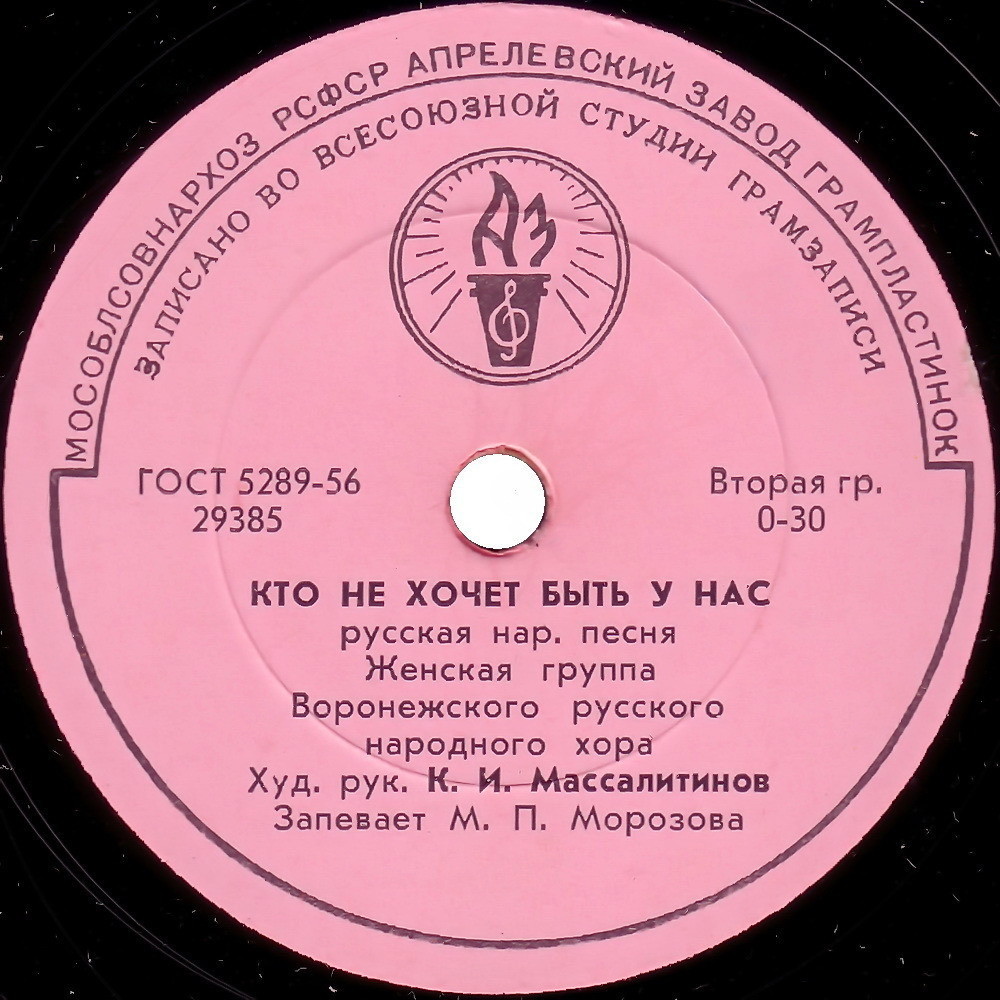 МОСОБЛСОВНАРХОЗ РСФСР АПРЕЛЕВСКИЙ ЗАВОД ГРАМПЛАСТИНОК
ЗАПИСАНО ВО ВСЕСОЮЗНОЙ СТУДИИ ГРАМЗАПИСИ
АЗ
ГОСТ 5289-56
29385
Вторая гр.
0-30
КТО НЕ ХОЧЕТ БЫТЬ У НАС
русская нар. песня
Женская группа
Воронежского русского
народного хора
Худ. рук. К. И. Массалитинов
Запевает М. П. Морозова